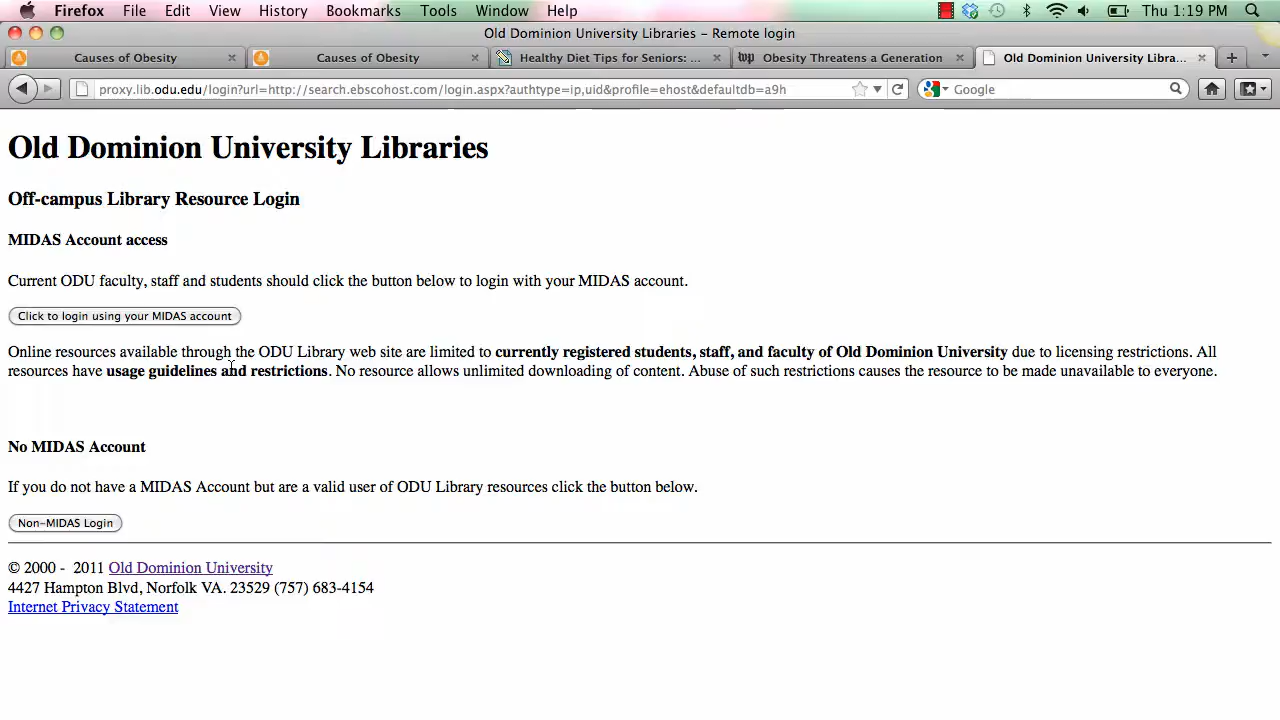 Firefox File Edit View History Bookmarks Tools Window Help Thu 1:19 PM
Old Dominion University Libraries – Remote login
Causes of Obesity Causes of Obesity Healthy Diet Tips for Seniors: ... Obesity Threatens a Generation Old Dominion University Libra...
proxy.lib.odu.edu/login?url=http://search.ebscohost.com/login.aspx?authtype=ip,uid&profile=ehost&defaultdb=a9h Google
Old Dominion University Libraries
Off-campus Library Resource Login
MIDAS Account access
Current ODU faculty, staff and students should click the button below to login with your MIDAS account.
Click to login using your MIDAS account
Online resources available through the ODU Library web site are limited to currently registered students, staff, and faculty of Old Dominion University due to licensing restrictions. All
resources have usage guidelines and restrictions. No resource allows unlimited downloading of content. Abuse of such restrictions causes the resource to be made unavailable to everyone.
No MIDAS Account
If you do not have a MIDAS Account but are a valid user of ODU Library resources click the button below.
Non-MIDAS Login
© 2000 - 2011 Old Dominion University
4427 Hampton Blvd, Norfolk VA. 23529 (757) 683-4154
Internet Privacy Statement